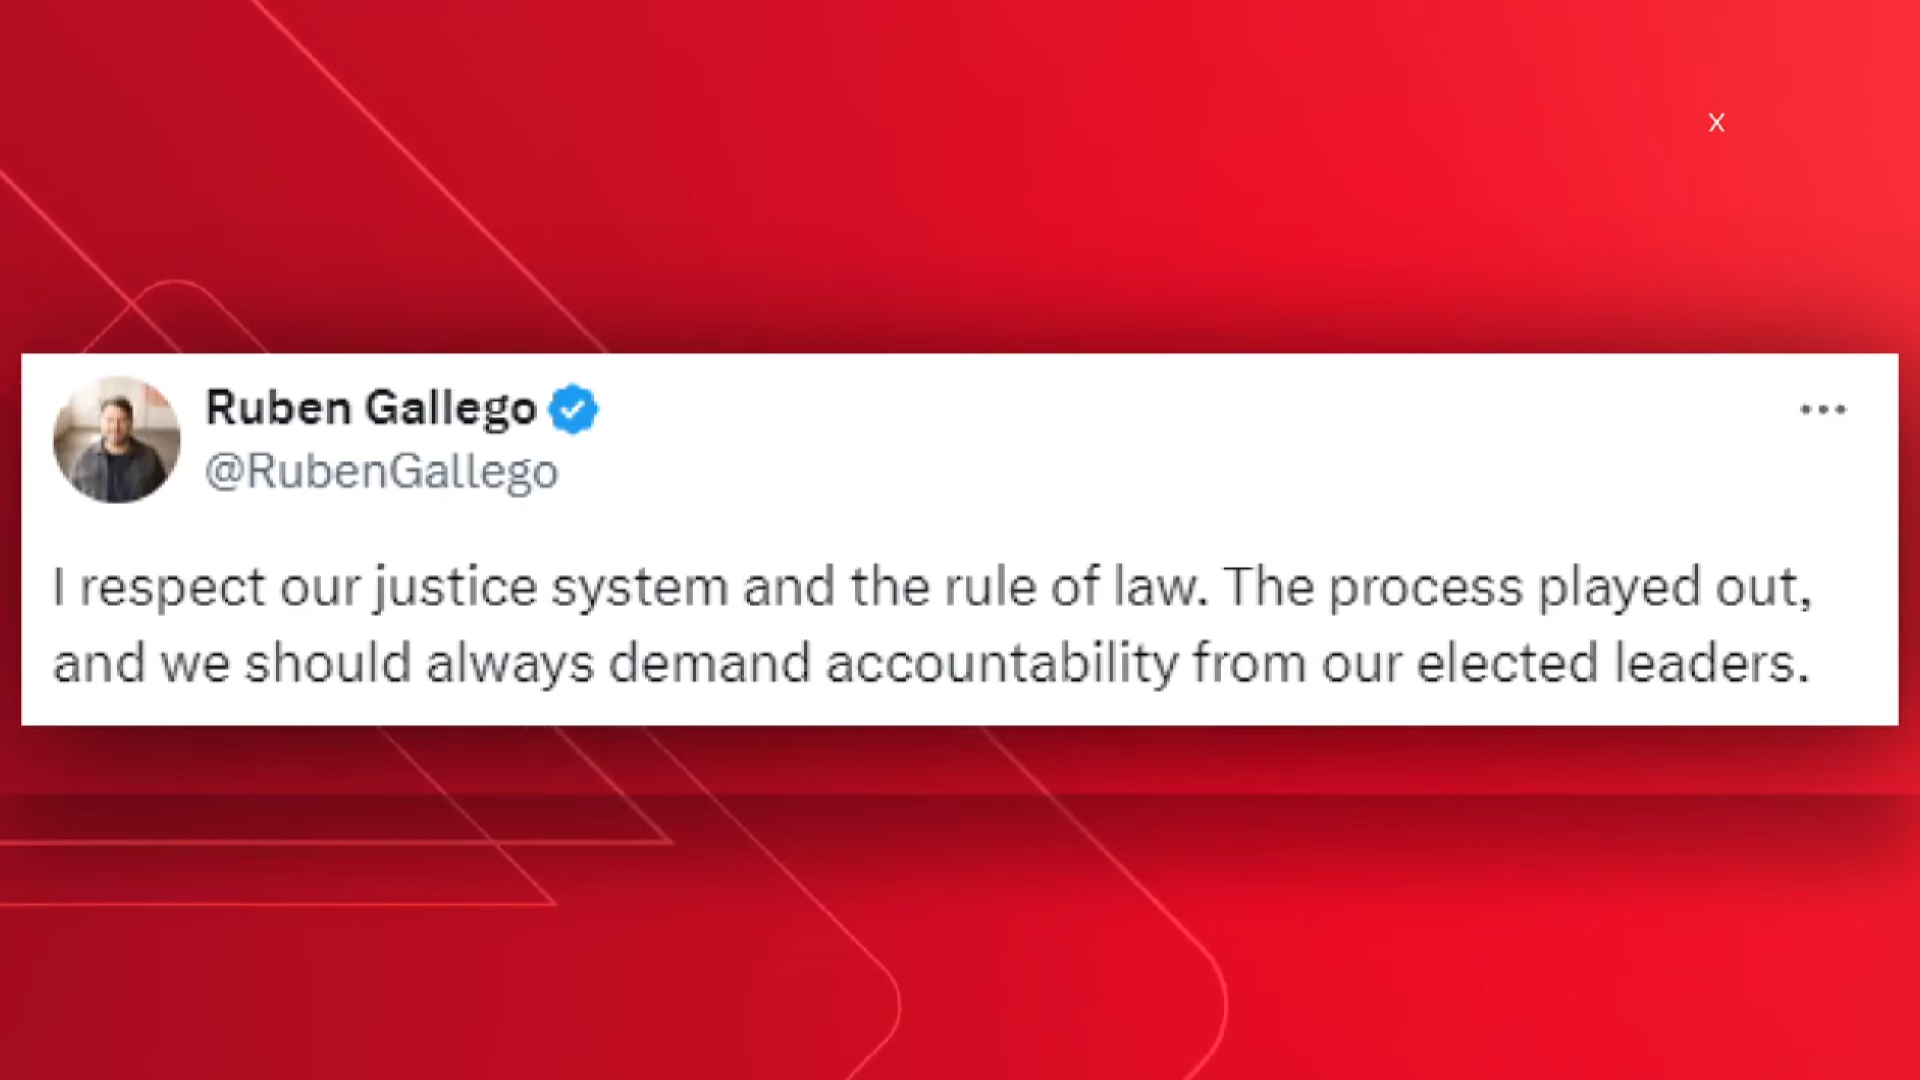 X
Ruben Gallego
@RubenGallego
I respect our justice system and the rule of law. The process played out,
and we should always demand accountability from our elected leaders.